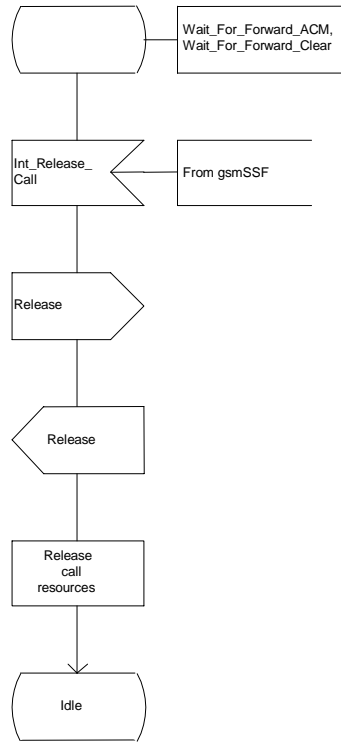 Wait_For_Forward_ACM,
Wait_For_Forward_Clear
Int_Release_
Call
From gsmSSF
Release
Release
Release
call
resources
Idle